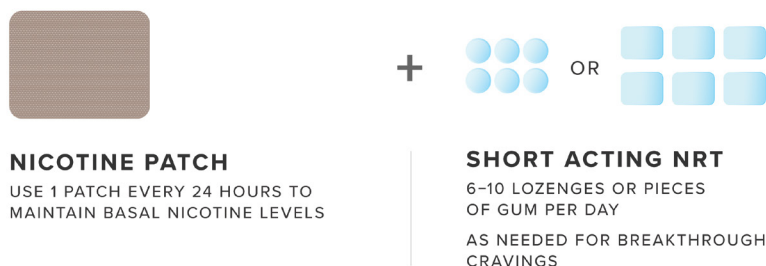 +
OR
NICOTINE PATCH
USE 1 PATCH EVERY 24 HOURS TO
MAINTAIN BASAL NICOTINE LEVELS
SHORT ACTING NRT
6–10 LOZENGES OR PIECES
OF GUM PER DAY
AS NEEDED FOR BREAKTHROUGH
CRAVINGS